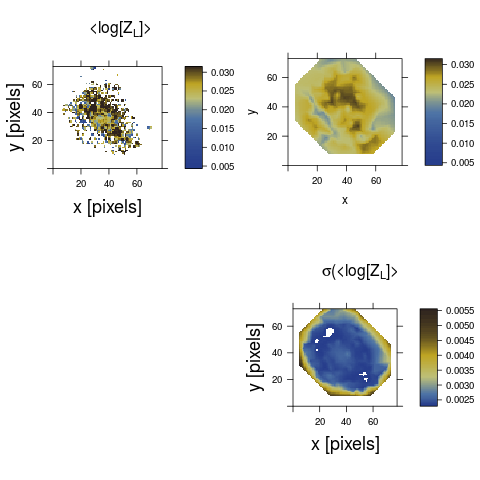 <log[Z_L]>
60
40
20
20 40 60
y [pixels]
x [pixels]
0.030
0.025
0.020
0.015
0.010
0.005
60
40
20
20 40 60
y
x
0.030
0.025
0.020
0.015
0.010
0.005
σ(<log[Z_L]>
60
40
20
20 40 60
y [pixels]
x [pixels]
0.0055
0.0050
0.0045
0.0040
0.0035
0.0030
0.0025